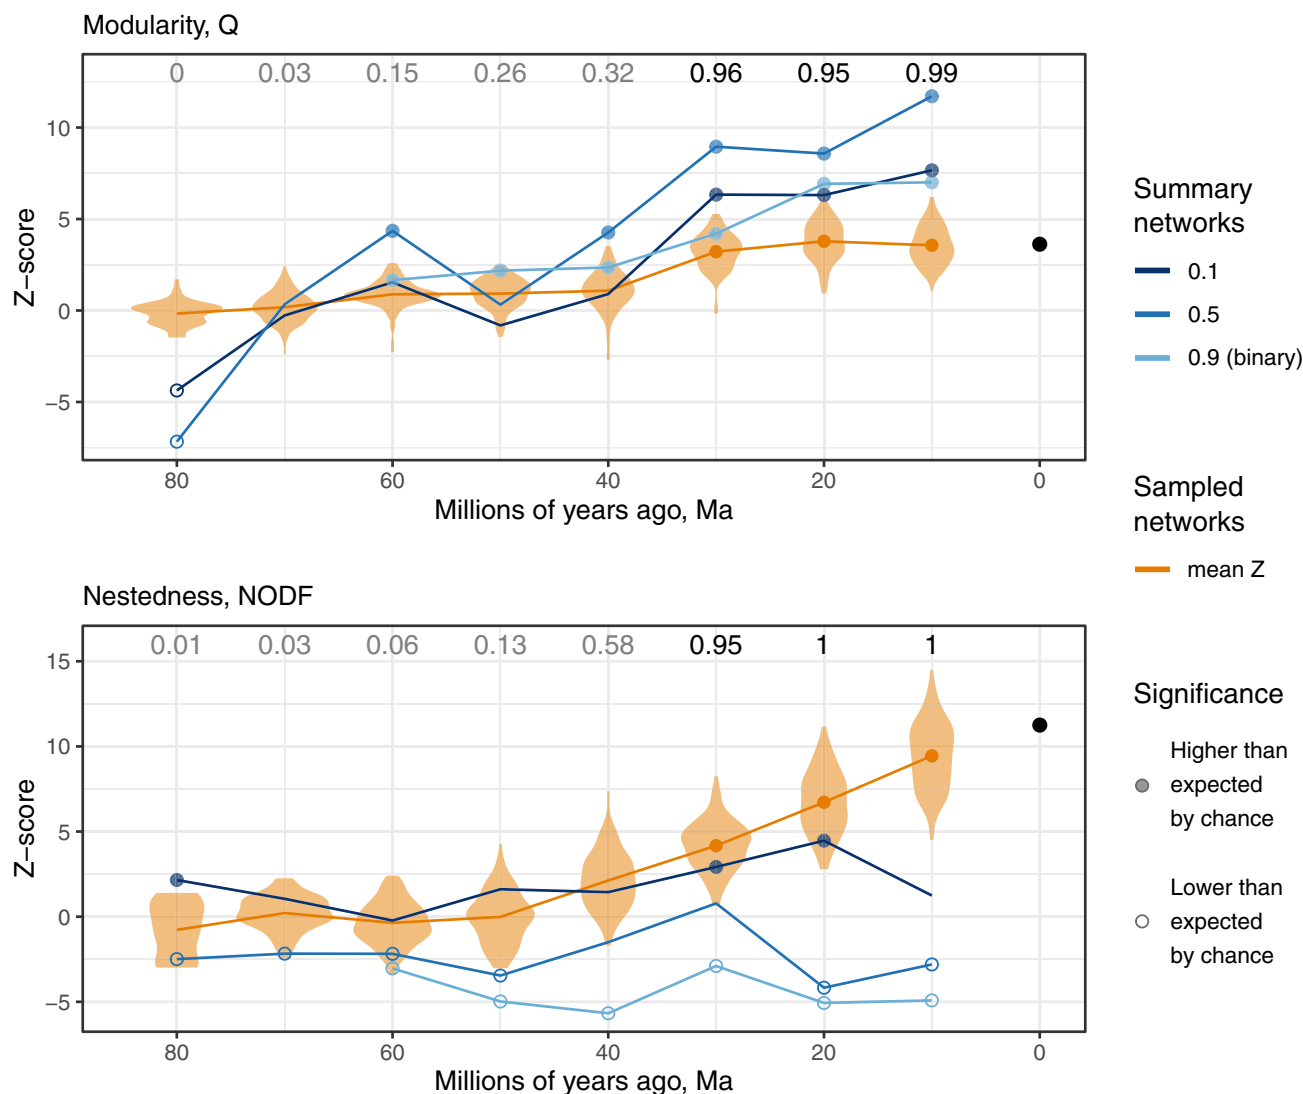 Modularity, Q
0 0.03 0.15 0.26 0.32 0.96 0.95 0.99
10
5
0
−5
Z−score
80 60 40 20 0
Millions of years ago, Ma
Nestedness, NODF
0.01 0.03 0.06 0.13 0.58 0.95 1 1
15
10
5
0
−5
Z−score
80 60 40 20 0
Millions of years ago, Ma
Summary
networks
0.1
0.5
0.9 (binary)
Sampled
networks
mean Z
Significance
Higher than
expected
by chance
Lower than
expected
by chance